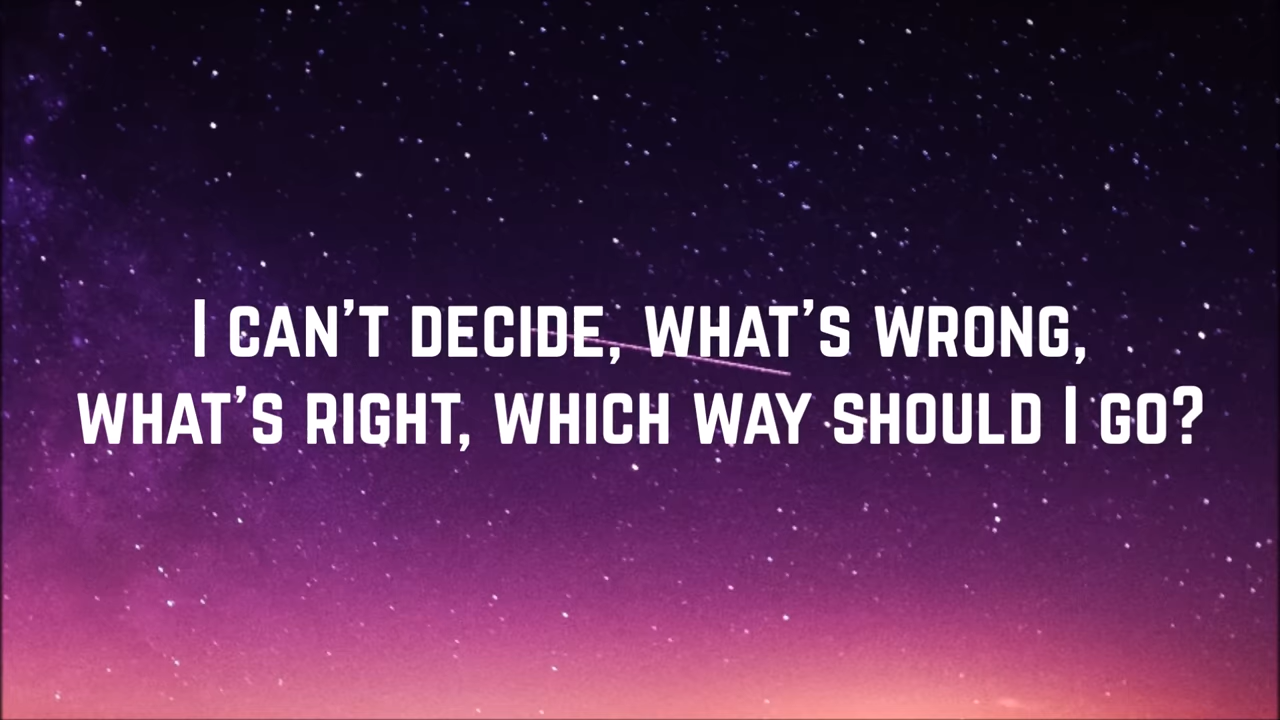 I CAN'T DECIDE, WHAT'S WRONG,
WHAT'S RIGHT, WHICH WAY SHOULD I GO?